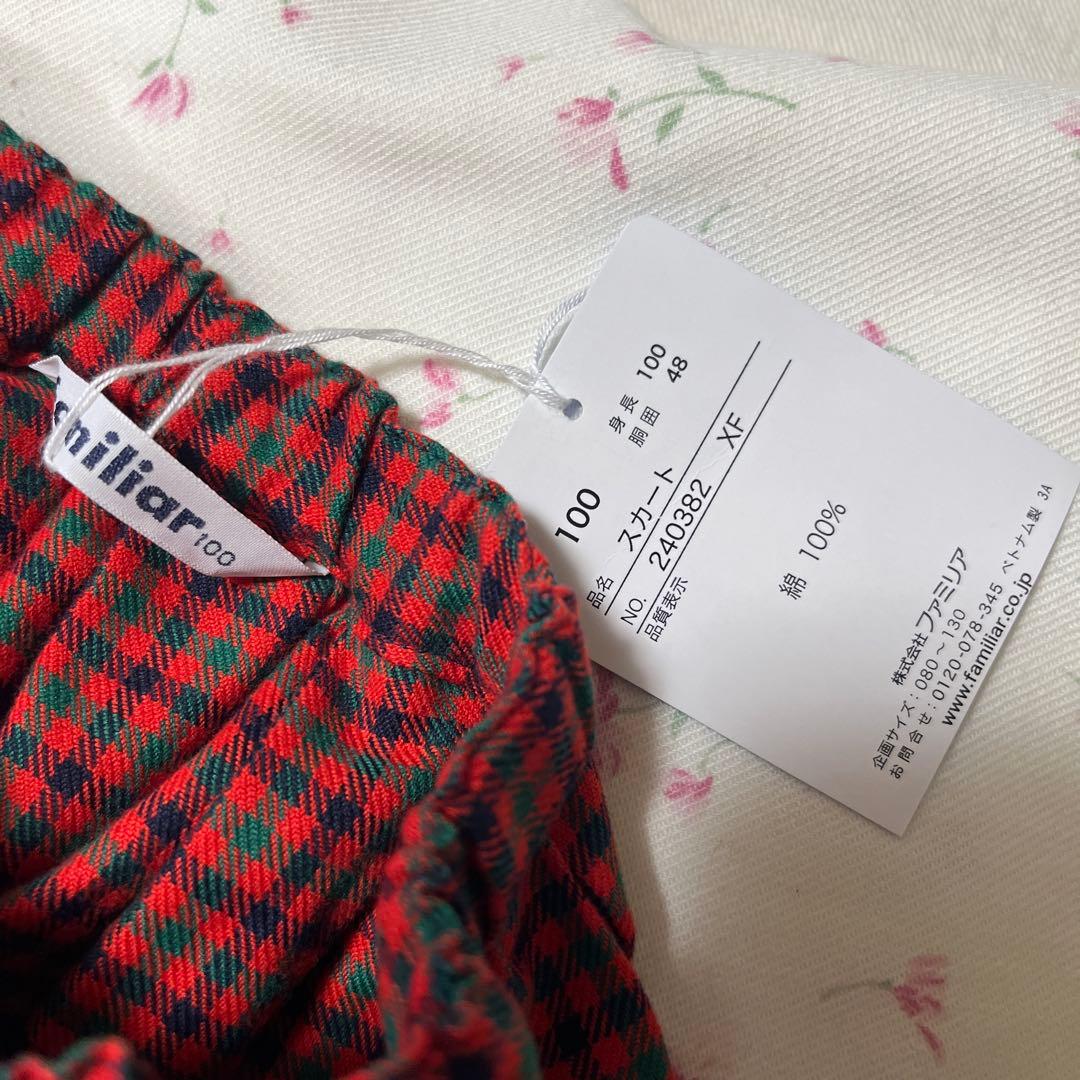 familiar 100
100
身長 100
胴囲 48
品名 スカート
NO. 240382 XF
品質表示
綿 100%
株式会社ファミリア
企画サイズ:080~130
お問合せ:0120-078-345 ベトナム製 3A
www.familiar.co.jp